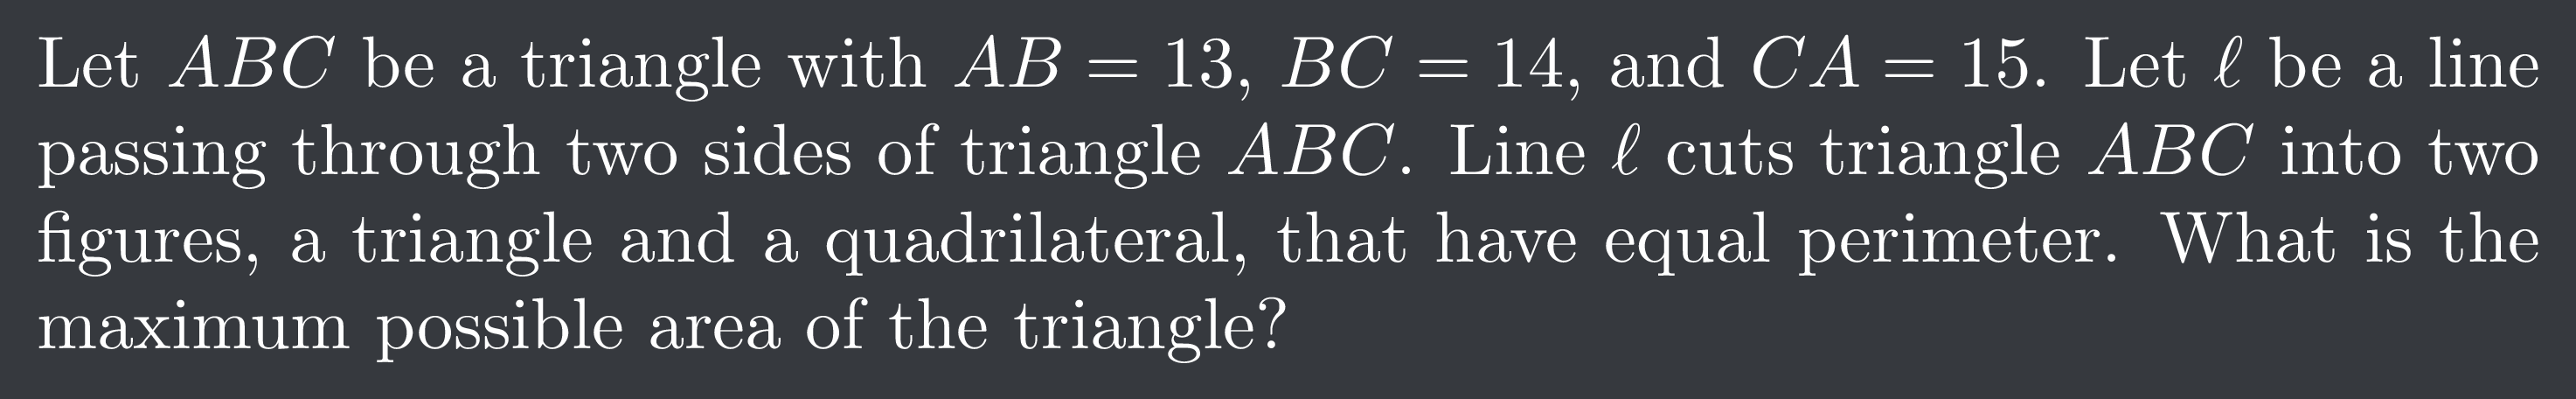 Let ABC be a triangle with AB = 13, BC = 14, and CA = 15. Let ℓ be a line
passing through two sides of triangle ABC. Line ℓ cuts triangle ABC into two
figures, a triangle and a quadrilateral, that have equal perimeter. What is the
maximum possible area of the triangle?